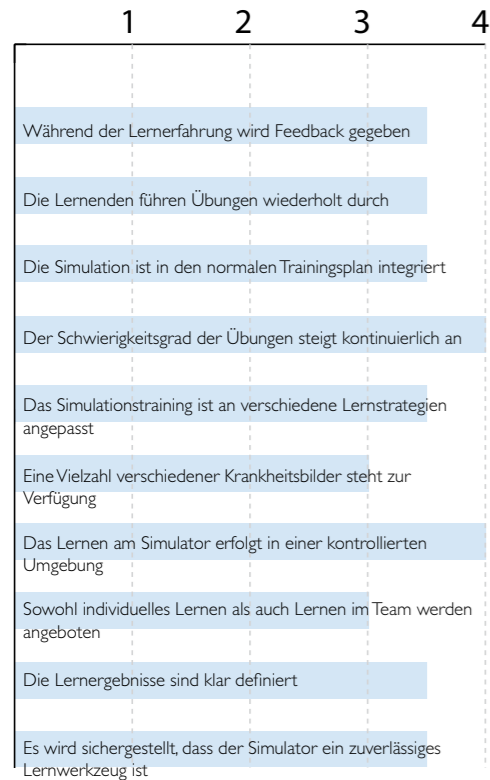 1 2 3 4
Während der Lernerfahrung wird Feedback gegeben
Die Lernenden führen Übungen wiederholt durch
Die Simulation ist in den normalen Trainingsplan integriert
Der Schwierigkeitsgrad der Übungen steigt kontinuierlich an
Das Simulationstraining ist an verschiedene Lernstrategien
angepasst
Eine Vielzahl verschiedener Krankheitsbilder steht zur
Verfügung
Das Lernen am Simulator erfolgt in einer kontrollierten
Umgebung
Sowohl individuelles Lernen als auch Lernen im Team werden
angeboten
Die Lernergebnisse sind klar definiert
Es wird sichergestellt, dass der Simulator ein zuverlässiges
Lernwerkzeug ist